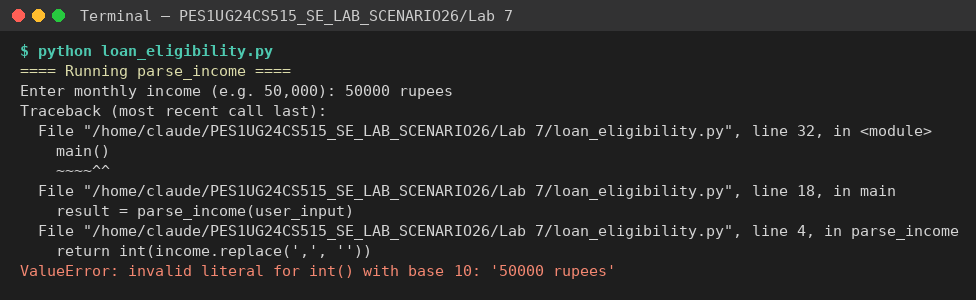 Terminal — PES1UG24CS515_SE_LAB_SCENARIO26/Lab 7
$ python loan_eligibility.py
==== Running parse_income ====
Enter monthly income (e.g. 50,000): 50000 rupees
Traceback (most recent call last):
  File "/home/claude/PES1UG24CS515_SE_LAB_SCENARIO26/Lab 7/loan_eligibility.py", line 32, in <module>
    main()
    ~~~~^^
  File "/home/claude/PES1UG24CS515_SE_LAB_SCENARIO26/Lab 7/loan_eligibility.py", line 18, in main
    result = parse_income(user_input)
  File "/home/claude/PES1UG24CS515_SE_LAB_SCENARIO26/Lab 7/loan_eligibility.py", line 4, in parse_income
    return int(income.replace(',', ''))
ValueError: invalid literal for int() with base 10: '50000 rupees'